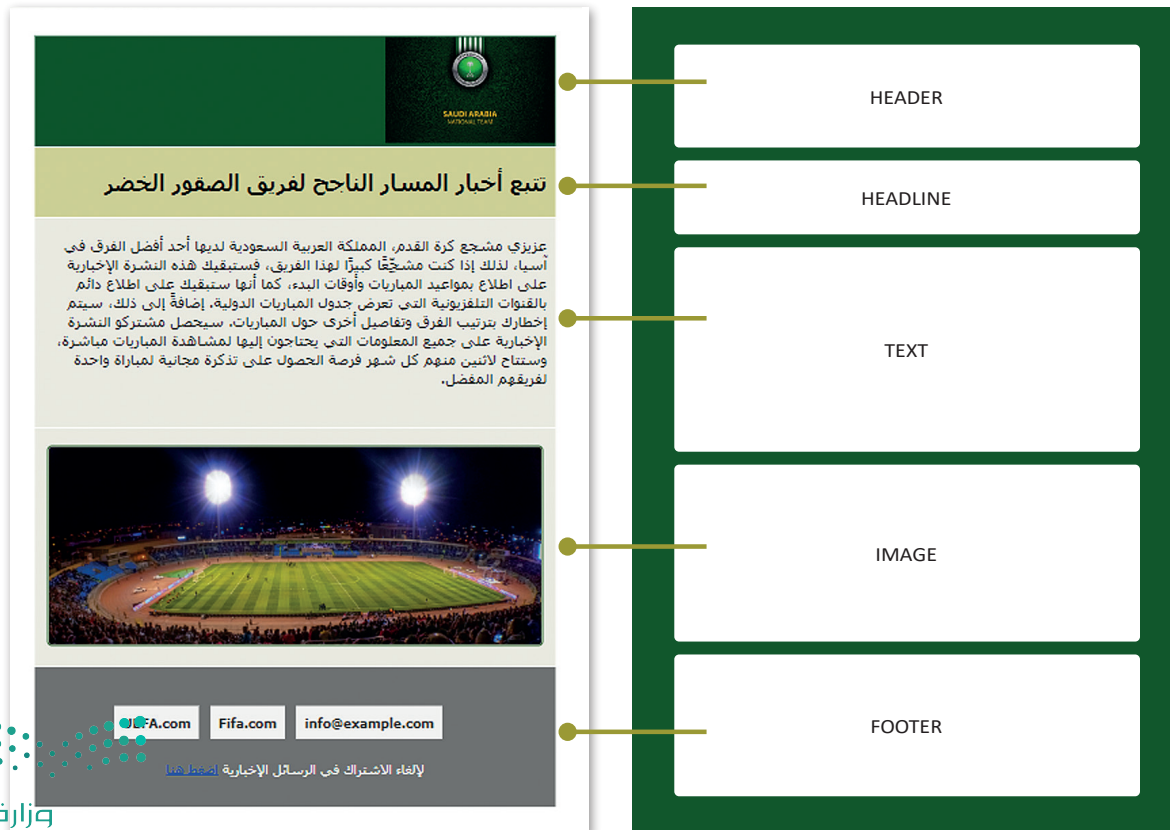 SAUDI ARABIA
NATIONAL TEAM
تتبع أخبار المسار الناجح لفريق الصقور الخضر
عزيزي مشجع كرة القدم، المملكة العربية السعودية لديها أحد أفضل الفرق في
آسيا، لذلك إذا كنت مشجّعًا كبيرًا لهذا الفريق، فستبقيك هذه النشرة الإخبارية
على اطلاع بمواعيد المباريات وأوقات البدء، كما أنها ستبقيك على اطلاع دائم
بالقنوات التلفزيونية التي تعرض جدول المباريات الدولية. إضافةً إلى ذلك، سيتم
إخطارك بترتيب الفرق وتفاصيل أخرى حول المباريات. سيحصل مشتركو النشرة
الإخبارية على جميع المعلومات التي يحتاجون إليها لمشاهدة المباريات مباشرة،
وستتاح لاثنين منهم كل شهر فرصة الحصول على تذكرة مجانية لمباراة واحدة
لفريقهم المفضل.
UEFA.com Fifa.com info@example.com
لإلغاء الاشتراك في الرسائل الإخبارية اضغط هنا
HEADER
HEADLINE
TEXT
IMAGE
FOOTER